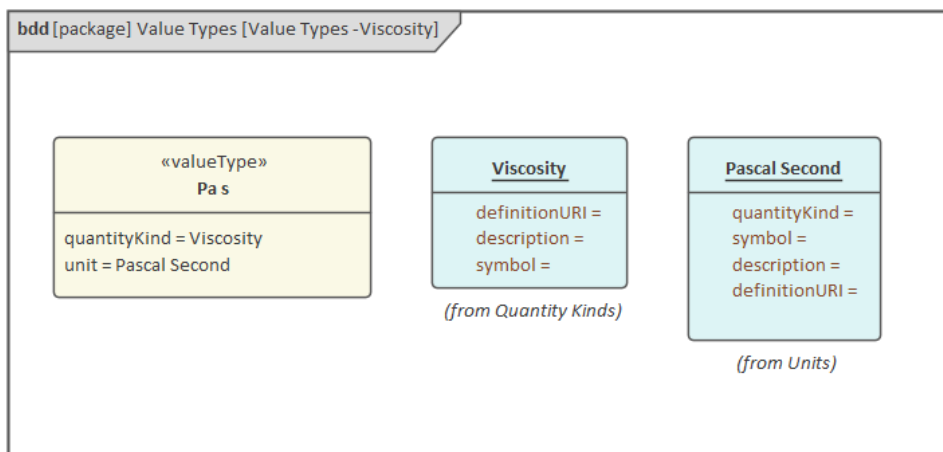 bdd [package] Value Types [Value Types -Viscosity]
«valueType»
Pa s
quantityKind = Viscosity
unit = Pascal Second
Viscosity
definitionURI =
description =
symbol =
(from Quantity Kinds)
Pascal Second
quantityKind =
symbol =
description =
definitionURI =
(from Units)